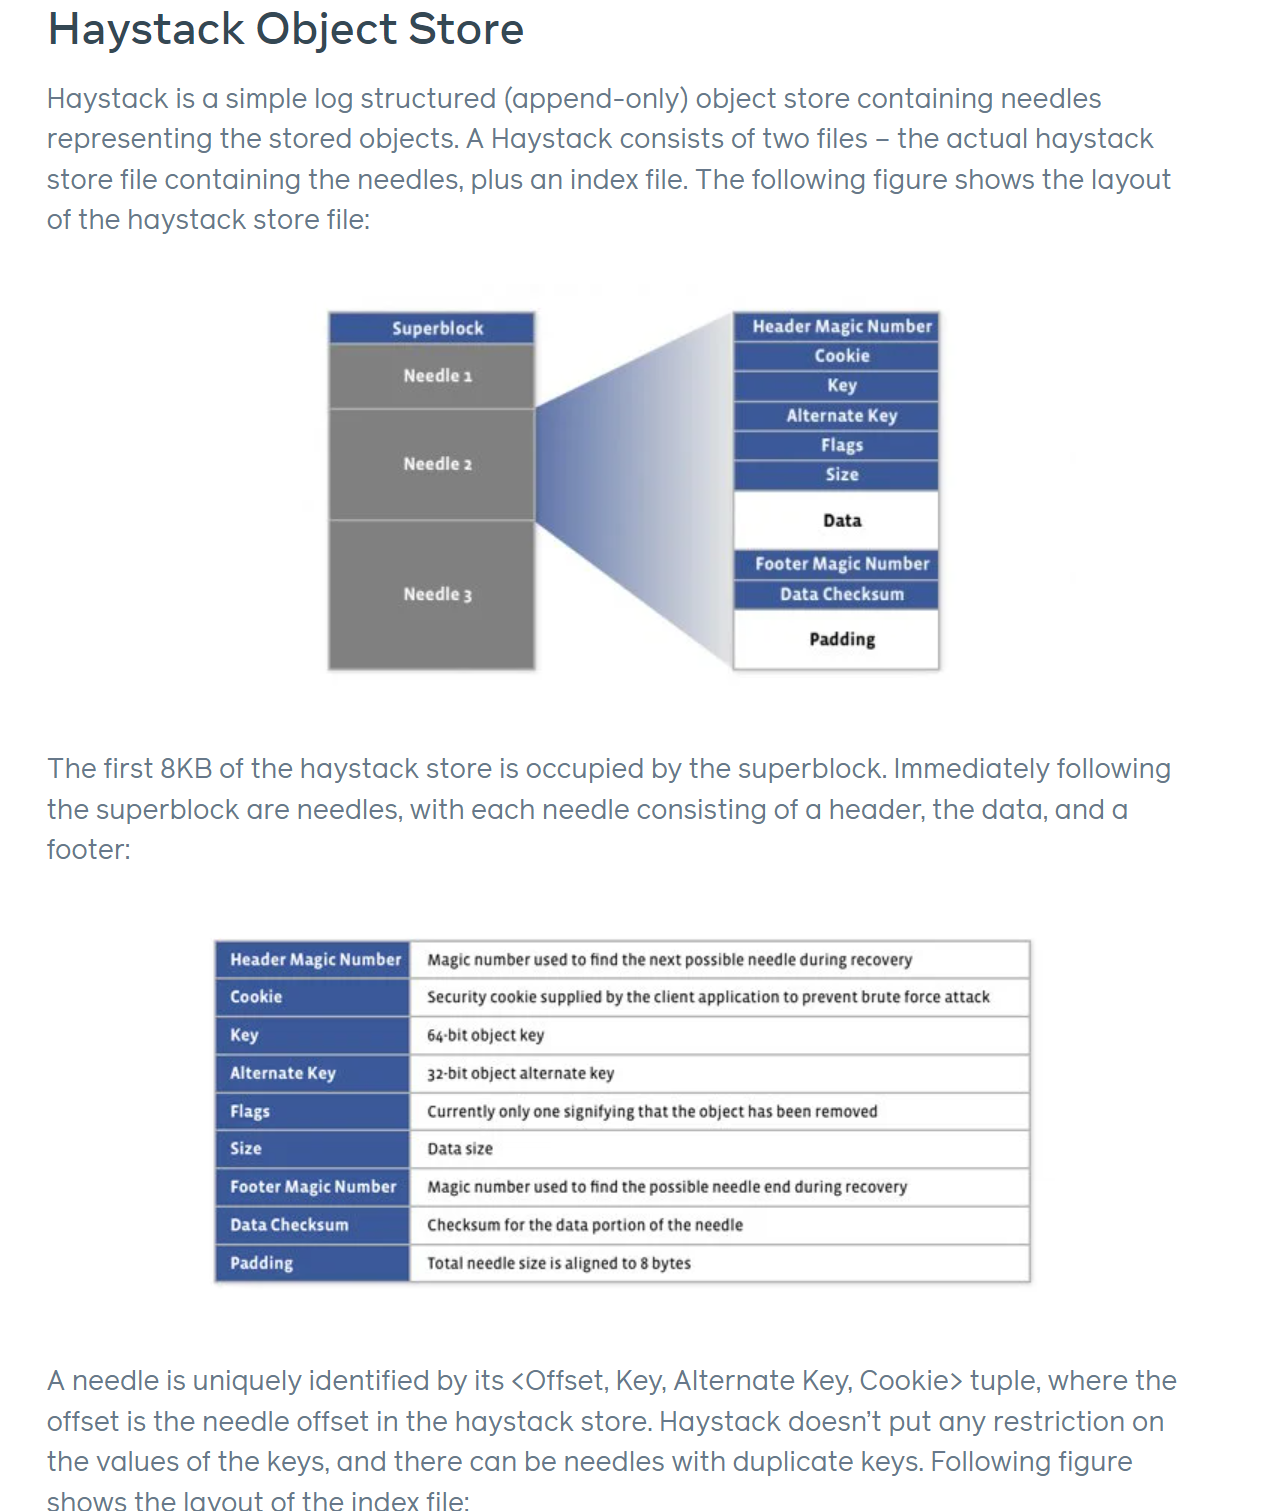 Haystack Object Store
Haystack is a simple log structured (append-only) object store containing needles
representing the stored objects. A Haystack consists of two files – the actual haystack
store file containing the needles, plus an index file. The following figure shows the layout
of the haystack store file:
Superblock
Needle 1
Needle 2
Needle 3
Header Magic Number
Cookie
Key
Alternate Key
Flags
Size
Data
Footer Magic Number
Data Checksum
Padding
The first 8KB of the haystack store is occupied by the superblock. Immediately following
the superblock are needles, with each needle consisting of a header, the data, and a
footer:
Header Magic Number Magic number used to find the next possible needle during recovery
Cookie Security cookie supplied by the client application to prevent brute force attack
Key 64-bit object key
Alternate Key 32-bit object alternate key
Flags Currently only one signifying that the object has been removed
Size Data size
Footer Magic Number Magic number used to find the possible needle end during recovery
Data Checksum Checksum for the data portion of the needle
Padding Total needle size is aligned to 8 bytes
A needle is uniquely identified by its <Offset, Key, Alternate Key, Cookie> tuple, where the
offset is the needle offset in the haystack store. Haystack doesn’t put any restriction on
the values of the keys, and there can be needles with duplicate keys. Following figure
shows the layout of the index file: